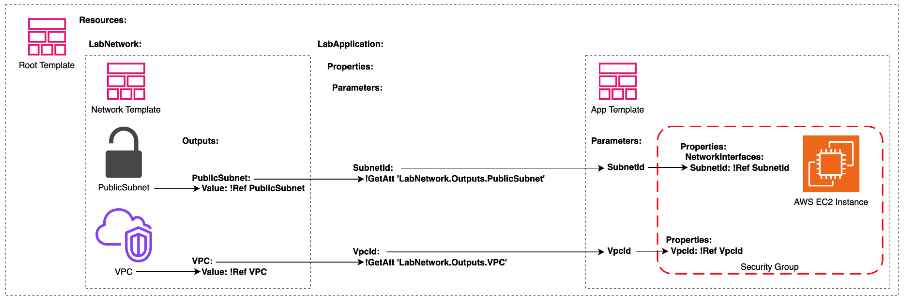 Resources:
Root Template
LabNetwork:
LabApplication:
Properties:
Parameters:
Network Template
App Template
Outputs:
Parameters:
Properties:
NetworkInterfaces:
SubnetId: !Ref SubnetId
PublicSubnet
PublicSubnet:
Value: !Ref PublicSubnet
SubnetId:
!GetAtt 'LabNetwork.Outputs.PublicSubnet'
SubnetId
AWS EC2 Instance
VPC
VPC:
Value: !Ref VPC
VpcId:
!GetAtt 'LabNetwork.Outputs.VPC'
VpcId
Properties:
VpcId: !Ref VpcId
Security Group